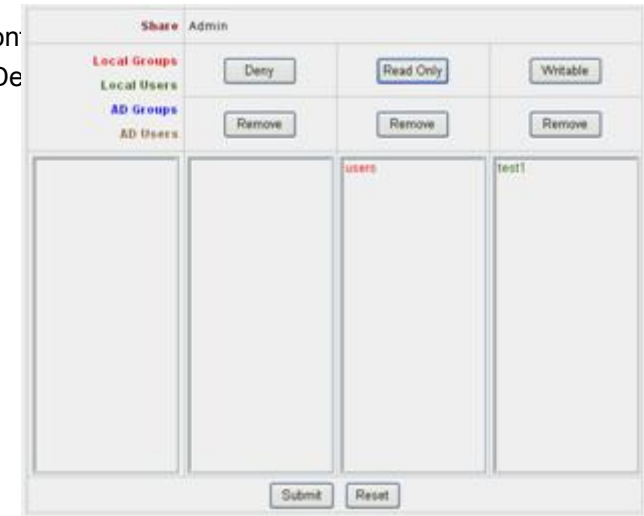 Share Admin
Local Groups
Local Users
Deny Read Only Writable
AD Groups
AD Users
Remove Remove Remove
users test1
Submit Reset